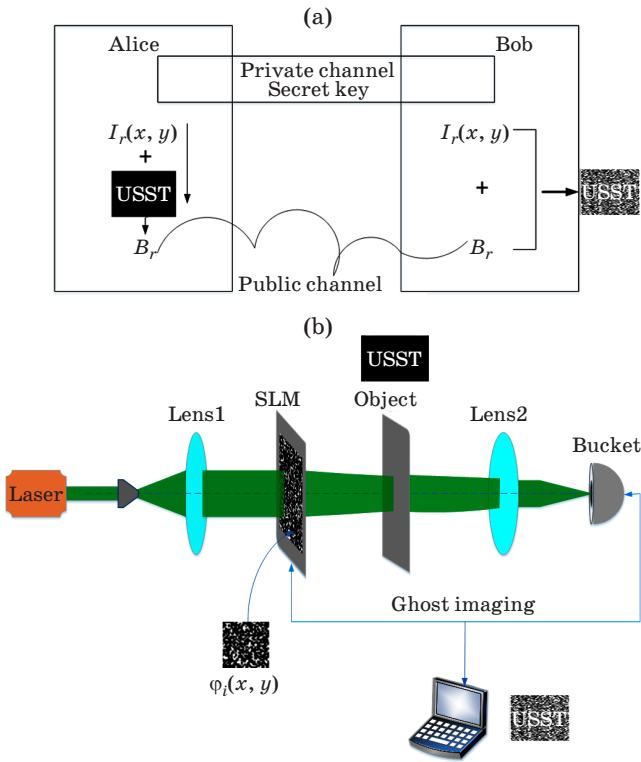 (a)
Alice
Bob
Private channel
Secret key
I_r(x, y)
+
USST
B_r
I_r(x, y)
+
B_r
USST
Public channel
(b)
USST
SLM
Object
Lens1
Lens2
Bucket
Laser
Ghost imaging
φ_i(x, y)
USST